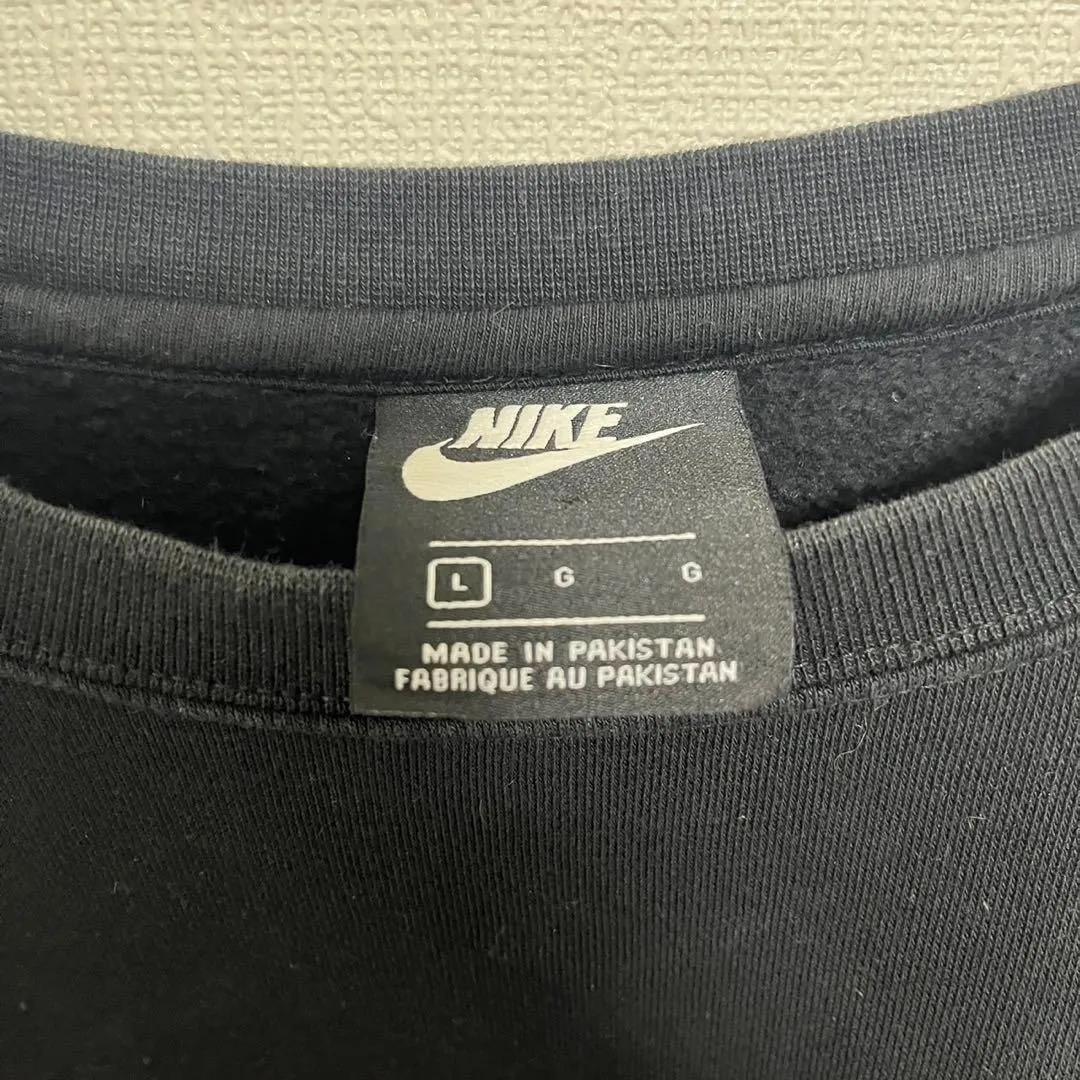 NIKE
L G G
MADE IN PAKISTAN
FABRIQUE AU PAKISTAN